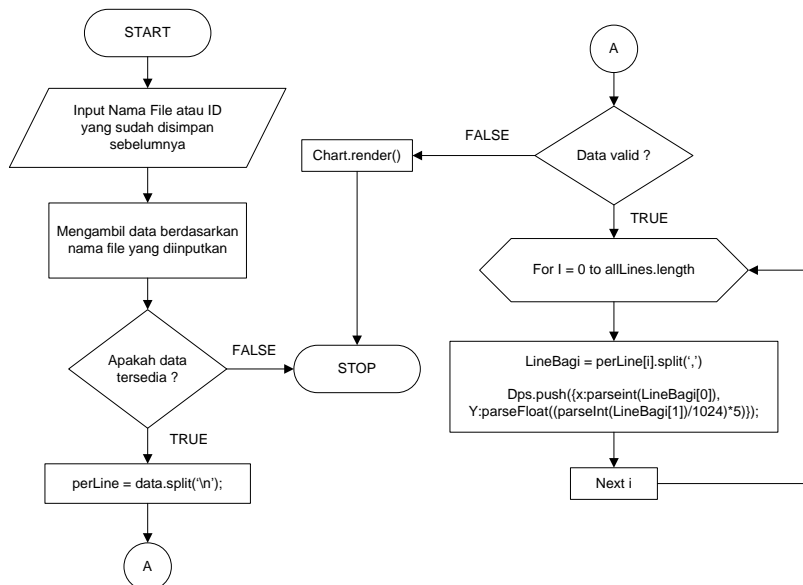 START
Input Nama File atau ID
yang sudah disimpan
sebelumnya
Mengambil data berdasarkan
nama file yang diinputkan
Apakah data
tersedia ?
FALSE
STOP
TRUE
perLine = data.split(‘\n’);
A
A
Data valid ?
FALSE
Chart.render()
TRUE
For I = 0 to allLines.length
LineBagi = perLine[i].split(‘,’)
Dps.push({x:parseint(LineBagi[0]),
Y:parseFloat((parseInt(LineBagi[1])/1024)*5)});
Next i